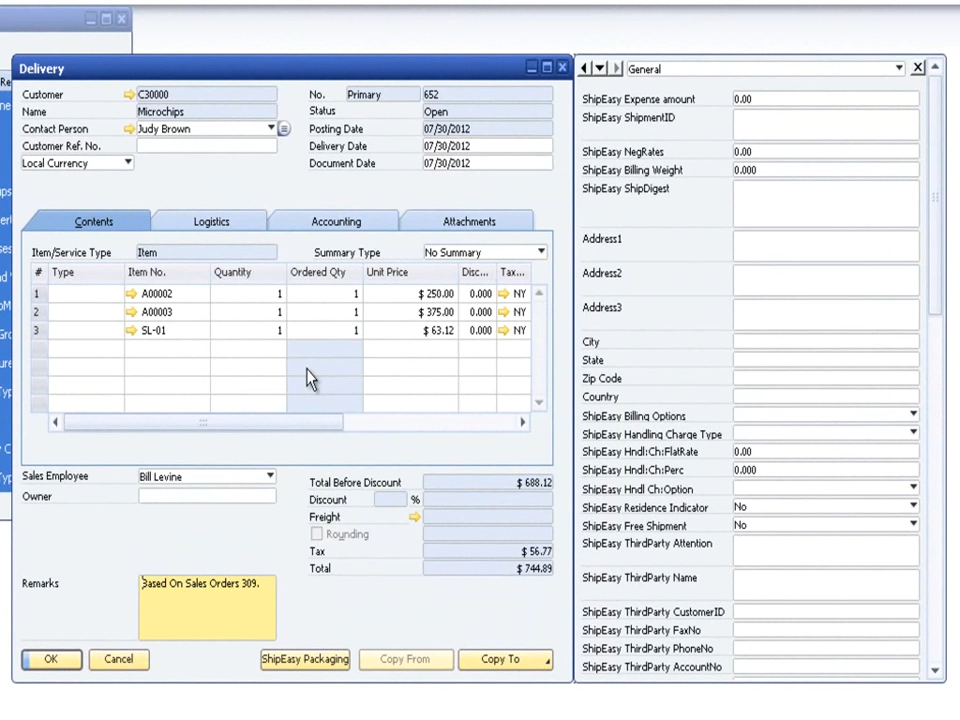 Delivery
Customer C30000
Name Microchips
Contact Person Judy Brown
Customer Ref. No.
Local Currency
No. Primary 652
Status Open
Posting Date 07/30/2012
Delivery Date 07/30/2012
Document Date 07/30/2012
Contents Logistics Accounting Attachments
Item/Service Type Item Summary Type No Summary
# Type Item No. Quantity Ordered Qty Unit Price Disc... Tax...
1 A00002 1 1 $ 250.00 0.000 NY
2 A00003 1 1 $ 375.00 0.000 NY
3 SL-01 1 1 $ 63.12 0.000 NY
Sales Employee Bill Levine
Owner
Total Before Discount $ 688.12
Discount %
Freight
Rounding
Tax $ 56.77
Total $ 744.89
Remarks Based On Sales Orders 309.
OK Cancel ShipEasy Packaging Copy From Copy To
General
ShipEasy Expense amount 0.00
ShipEasy ShipmentID
ShipEasy NegRates 0.00
ShipEasy Billing Weight 0.000
ShipEasy ShipDigest
Address1
Address2
Address3
City
State
Zip Code
Country
ShipEasy Billing Options
ShipEasy Handling Charge Type
ShipEasy Hndl:Ch:FlatRate 0.00
ShipEasy Hndl:Ch:Perc 0.000
ShipEasy Hndl Ch:Option
ShipEasy Residence Indicator No
ShipEasy Free Shipment No
ShipEasy ThirdParty Attention
ShipEasy ThirdParty Name
ShipEasy ThirdParty CustomerID
ShipEasy ThirdParty FaxNo
ShipEasy ThirdParty PhoneNo
ShipEasy ThirdParty AccountNo